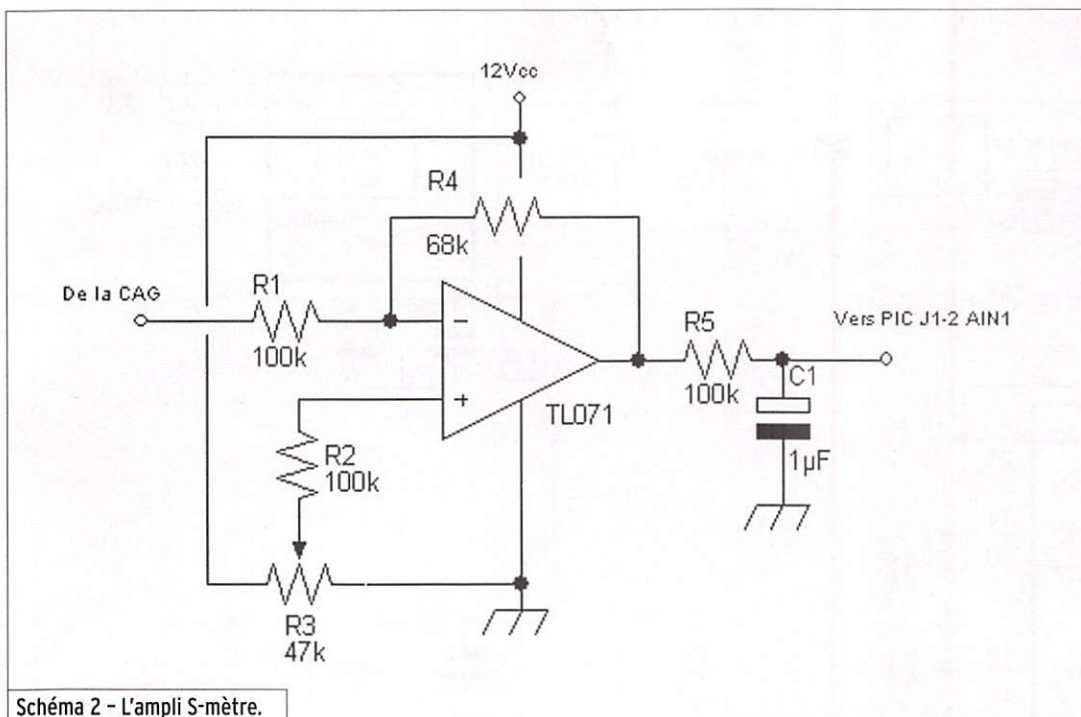 12Vcc
R4
68k
De la CAG
R1
100k
-
+
TL071
R2
100k
R3
47k
R5
100k
Vers PIC J1-2 AIN1
C1
1µF
Schéma 2 - L'ampli S-mètre.